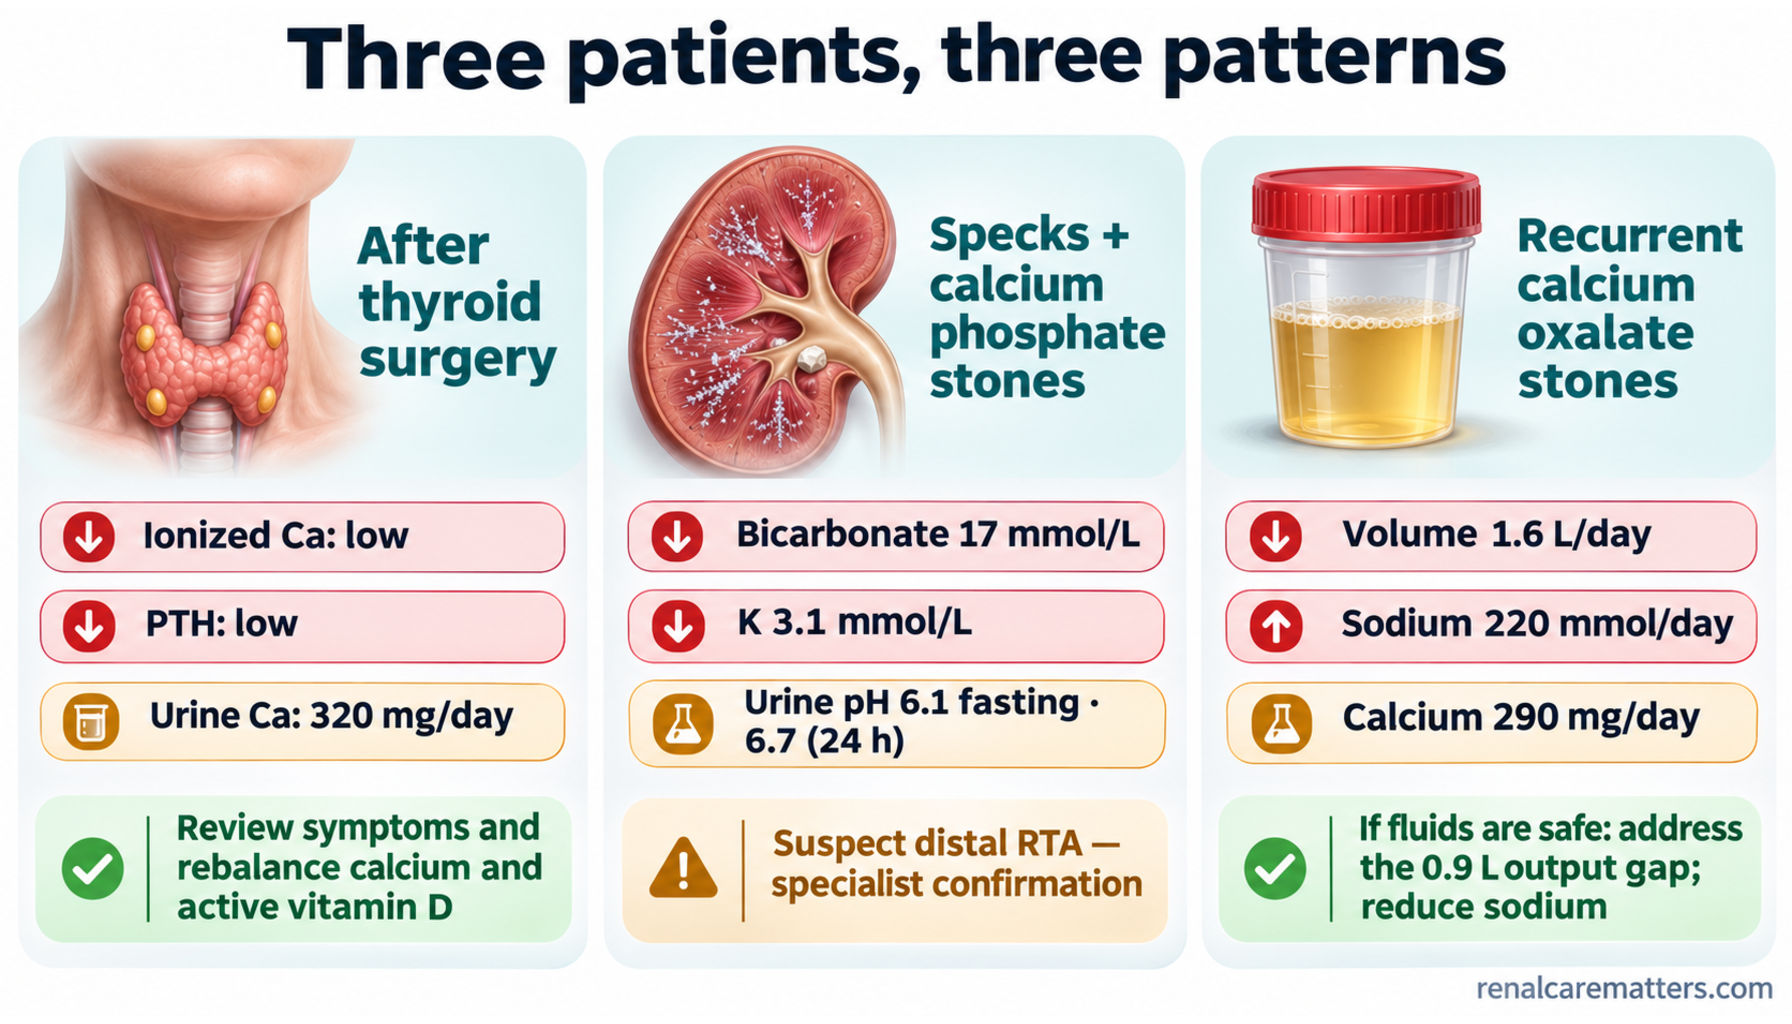 Three patients, three patterns
After
thyroid
surgery
Ionized Ca: low
PTH: low
Urine Ca: 320 mg/day
Review symptoms and
rebalance calcium and
active vitamin D
Specks +
calcium
phosphate
stones
Bicarbonate 17 mmol/L
K 3.1 mmol/L
Urine pH 6.1 fasting ·
6.7 (24 h)
Suspect distal RTA —
specialist confirmation
Recurrent
calcium
oxalate
stones
Volume 1.6 L/day
Sodium 220 mmol/day
Calcium 290 mg/day
If fluids are safe: address
the 0.9 L output gap;
reduce sodium
renalcarematters.com